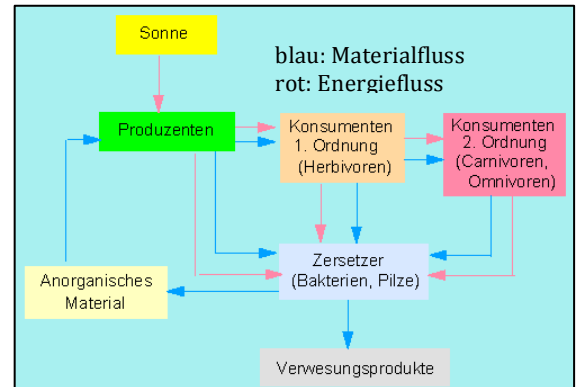 Sonne
blau: Materialfluss
rot: Energiefluss
Produzenten
Konsumenten
1. Ordnung
(Herbivoren)
Konsumenten
2. Ordnung
(Carnivoren,
Omnivoren)
Zersetzer
(Bakterien, Pilze)
Anorganisches
Material
Verwesungsprodukte